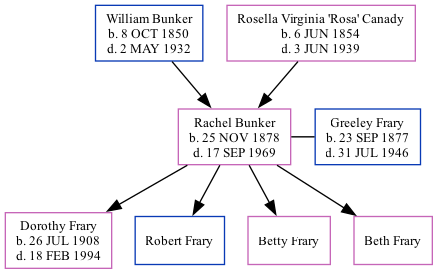 William Bunker
b. 8 OCT 1850
d. 2 MAY 1932
Rosella Virginia 'Rosa' Canady
b. 6 JUN 1854
d. 3 JUN 1939
Rachel Bunker
b. 25 NOV 1878
d. 17 SEP 1969
Greeley Frary
b. 23 SEP 1877
d. 31 JUL 1946
Dorothy Frary
b. 26 JUL 1908
d. 18 FEB 1994
Robert Frary
Betty Frary
Beth Frary